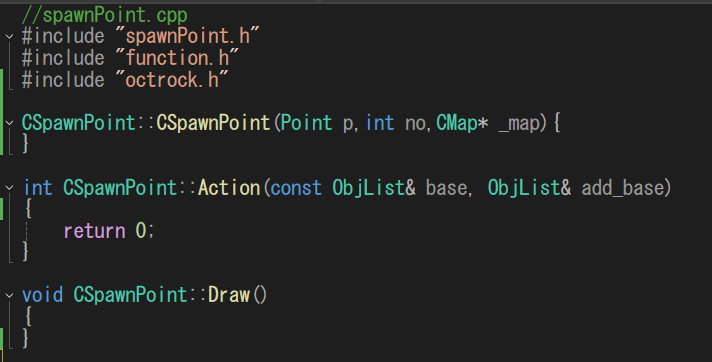 //spawnPoint.cpp
#include "spawnPoint.h"
#include "function.h"
#include "octrock.h"
CSpawnPoint::CSpawnPoint(Point p,int no,CMap* _map){
}
int CSpawnPoint::Action(const ObjList& base, ObjList& add_base)
{
    return 0;
}
void CSpawnPoint::Draw()
{
}